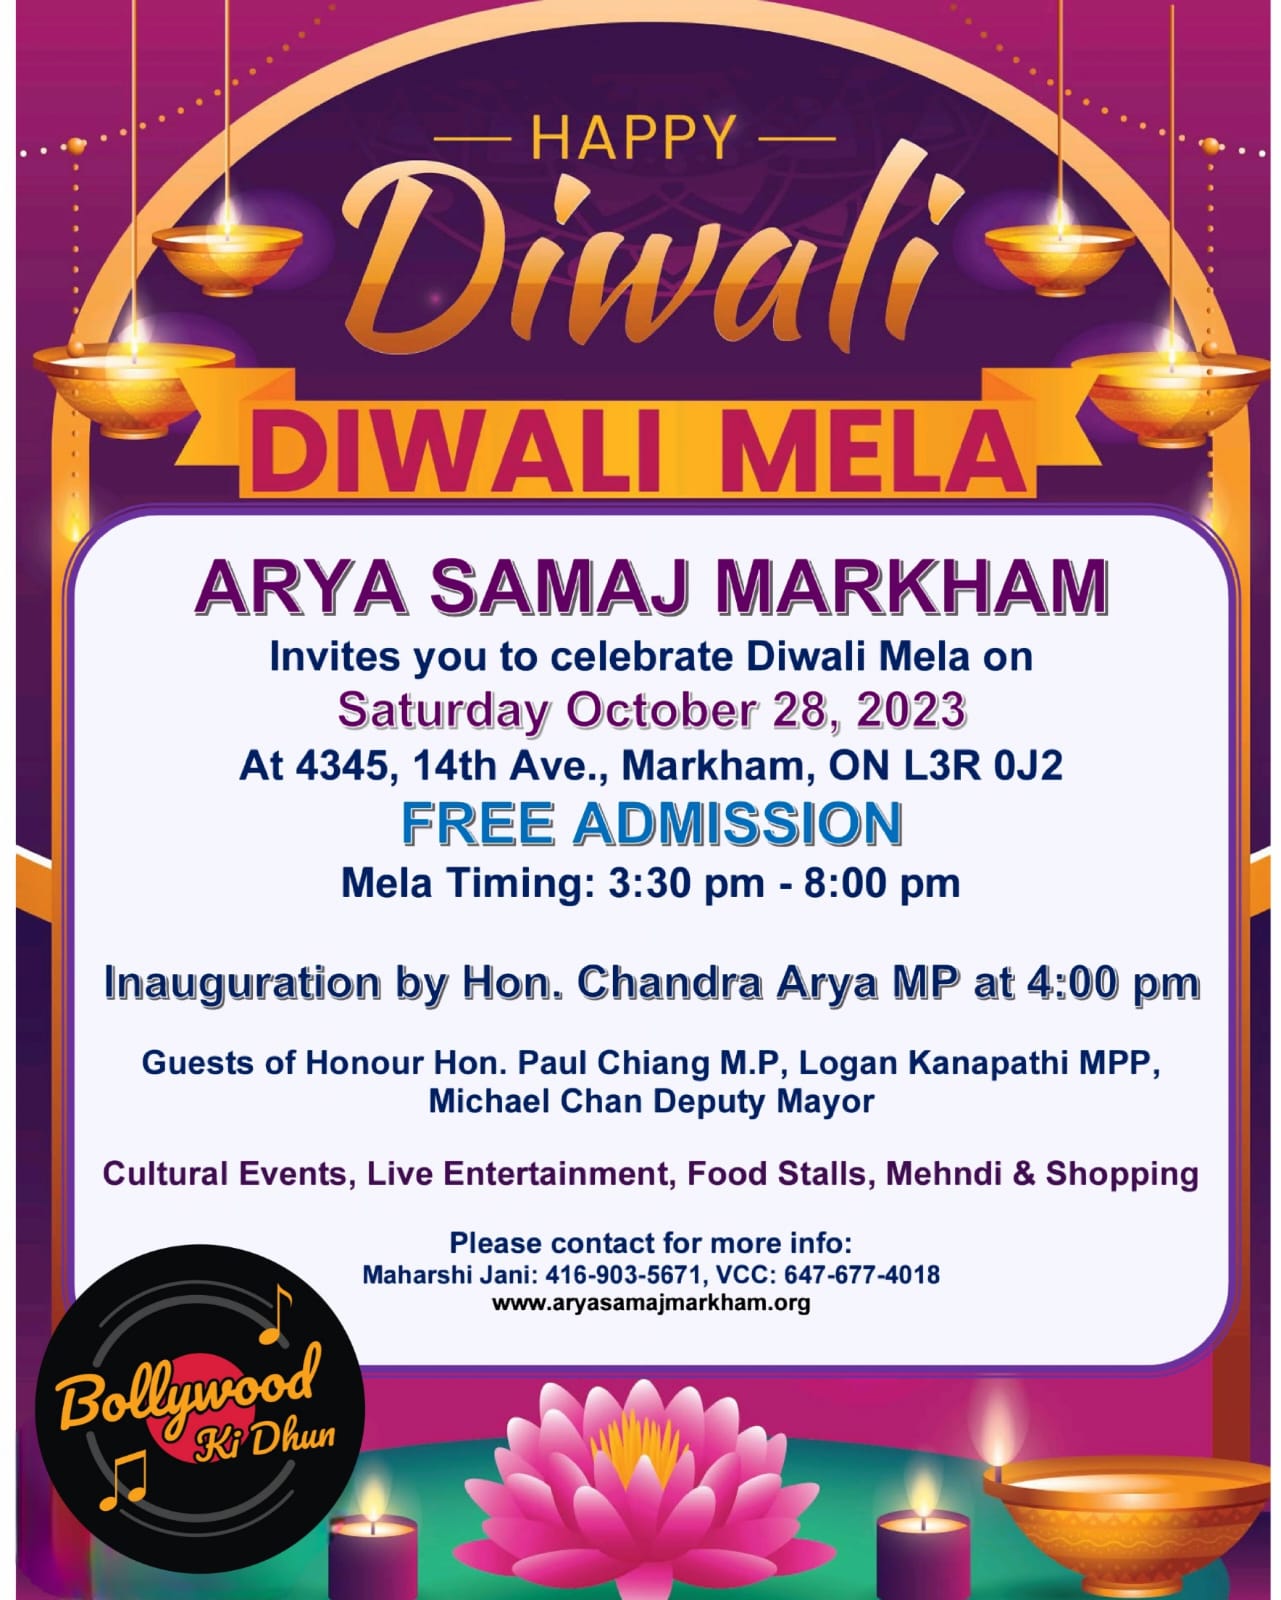 HAPPY
Diwali
DIWALI MELA
ARYA SAMAJ MARKHAM
Invites you to celebrate Diwali Mela on
Saturday October 28, 2023
At 4345, 14th Ave., Markham, ON L3R 0J2
FREE ADMISSION
Mela Timing: 3:30 pm - 8:00 pm
Inauguration by Hon. Chandra Arya MP at 4:00 pm
Guests of Honour Hon. Paul Chiang M.P, Logan Kanapathi MPP,
Michael Chan Deputy Mayor
Cultural Events, Live Entertainment, Food Stalls, Mehndi & Shopping
Please contact for more info:
Maharshi Jani: 416-903-5671, VCC: 647-677-4018
www.aryasamajmarkham.org
Bollywood
Ki Dhun